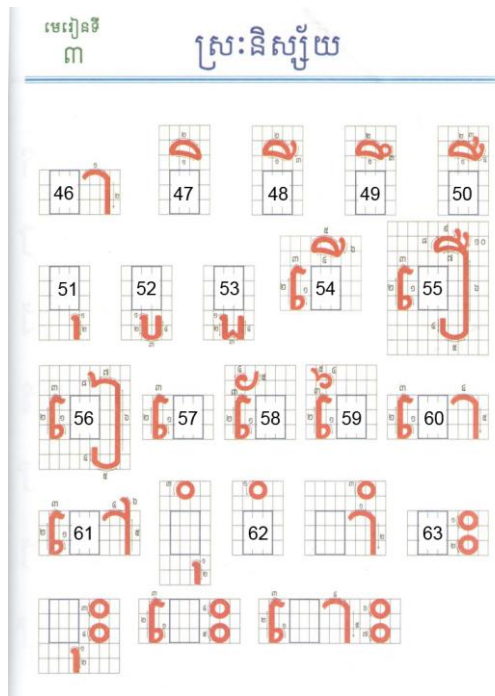 មេរៀនទី
៣
ស្រៈនិស្ស័យ
46 ា 47 ិ 48 ី 49 ឹ 50 ឺ
51 ុ 52 ូ 53 ួ 54 ើ 55 ឿ
56 ៀ 57 េ 58 ែ 59 ៃ 60 ោ
61 ៅ ុំ 62 ំ ាំ 63 ះ
ុះ េះ ោះ